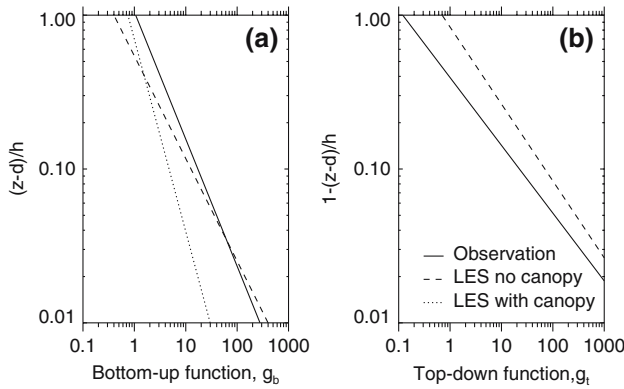 (a)
(b)
1.00
0.10
0.01
(z-d)/h
0.1 1 10 100 1000
Bottom-up function, g_b
1.00
0.10
0.01
1-(z-d)/h
Observation
LES no canopy
LES with canopy
0.1 1 10 100 1000
Top-down function,g_t